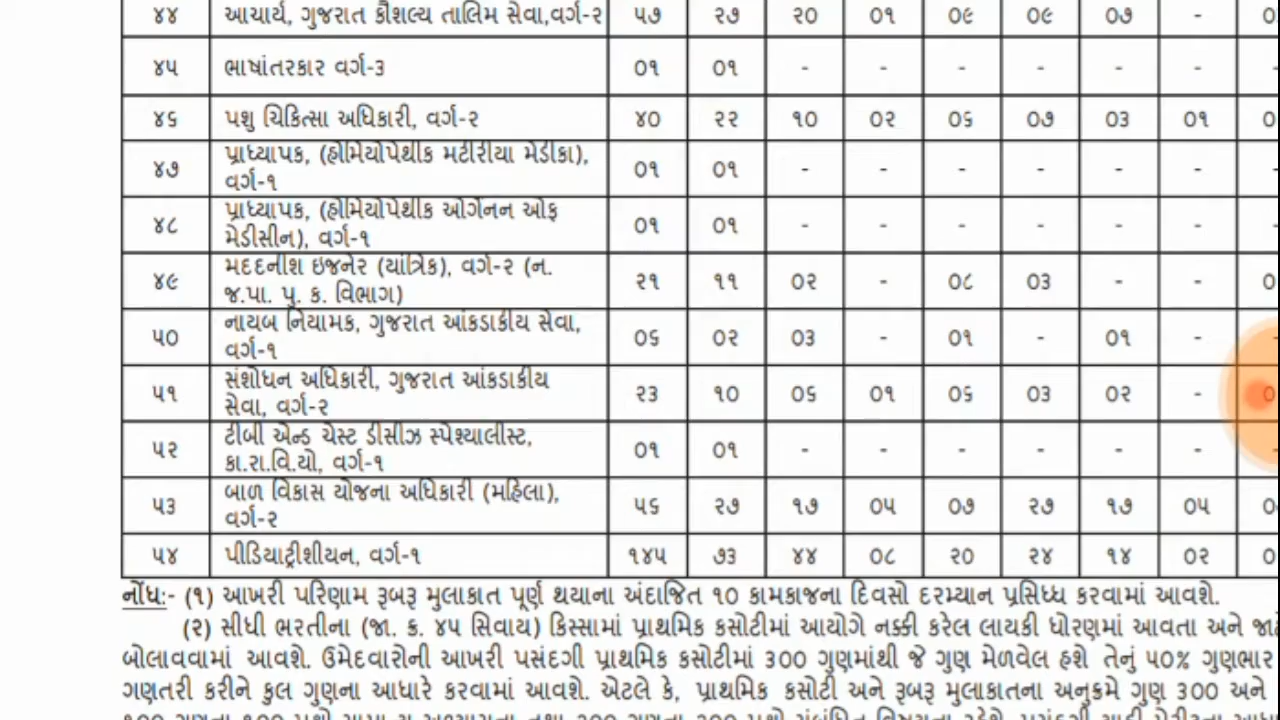 ૪૪ આચાર્ય, ગુજરાત કૌશલ્ય તાલિમ સેવા,વર્ગ-૨ ૫૭ ૨૭ ૨૦ ૦૧ ૦૯ ૦૯ ૦૭ -
૪૫ ભાષાંતરકાર વર્ગ-૩ ૦૧ ૦૧ - - - - - - -
૪૬ પશુ ચિકિત્સા અધિકારી, વર્ગ-૨ ૪૦ ૨૨ ૧૦ ૦૨ ૦૬ ૦૭ ૦૩ ૦૧
૪૭ પ્રાધ્યાપક, (હોમિયોપેથીક મટીરીયા મેડીકા), ૦૧ ૦૧ - - - - - - -
વર્ગ-૧
૪૮ પ્રાધ્યાપક, (હોમિયોપેથીક ઓર્ગેનન ઓફ ૦૧ ૦૧ - - - - - - -
મેડીસીન), વર્ગ-૧
૪૯ મદદનીશ ઇજનેર (યાંત્રિક), વર્ગ-૨ (ન. ૨૧ ૧૧ ૦૨ - ૦૮ ૦૩ - -
જ.પા. પુ. ક. વિભાગ)
૫૦ નાયબ નિયામક, ગુજરાત આંકડાકીય સેવા, ૦૬ ૦૨ ૦૩ - ૦૧ - ૦૧ - -
વર્ગ-૧
૫૧ સંશોધન અધિકારી, ગુજરાત આંકડાકીય ૨૩ ૧૦ ૦૬ ૦૧ ૦૬ ૦૩ ૦૨ -
સેવા, વર્ગ-૨
૫૨ ટીબી એન્ડ ચેસ્ટ ડીસીઝ સ્પેશ્યાલીસ્ટ, ૦૧ ૦૧ - - - - - - -
કા.રા.વિ.યો, વર્ગ-૧
૫૩ બાળ વિકાસ યોજના અધિકારી (મહિલા), ૫૬ ૨૭ ૧૭ ૦૫ ૦૭ ૨૭ ૧૭ ૦૫
વર્ગ-૨
૫૪ પીડિયાટ્રીશીયન, વર્ગ-૧ ૧૪૫ ૭૩ ૪૪ ૦૮ ૨૦ ૨૪ ૧૪ ૦૨
નોંધ:- (૧) આખરી પરિણામ રૂબરૂ મુલાકાત પૂર્ણ થયાના અંદાજિત ૧૦ કામકાજના દિવસો દરમ્યાન પ્રસિધ્ધ કરવામાં આવશે.
(૨) સીધી ભરતીના (જા. ક્ર. ૪૫ સિવાય) કિસ્સામાં પ્રાથમિક કસોટીમાં આયોગે નક્કી કરેલ લાયકી ધોરણમાં આવતા અને
બોલાવવામાં આવશે. ઉમેદવારોની આખરી પસંદગી પ્રાથમિક કસોટીમાં ૩૦૦ ગુણમાંથી જે ગુણ મેળવેલ હશે તેનું ૫૦% ગુણભાર
ગણતરી કરીને કુલ ગુણના આધારે કરવામાં આવશે. એટલે કે, પ્રાથમિક કસોટી અને રૂબરૂ મુલાકાતના અનુક્રમે ગુણ ૩૦૦ અને